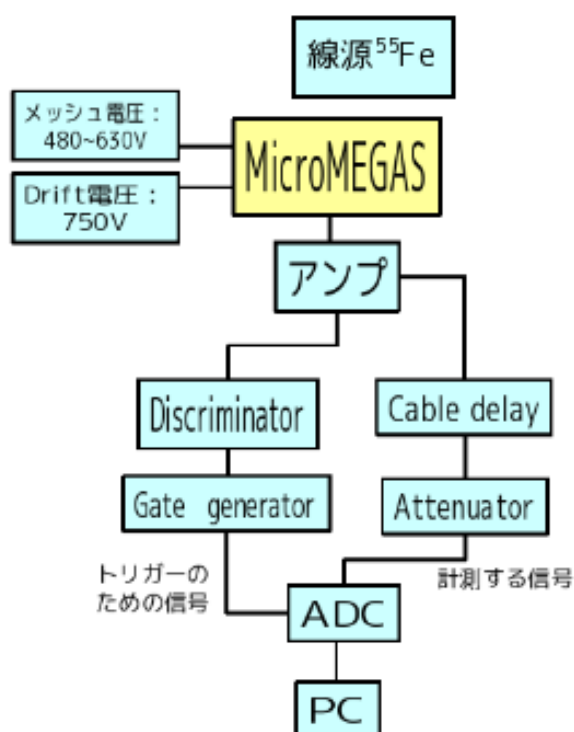 線源⁵⁵Fe
メッシュ電圧：
480~630V
MicroMEGAS
Drift電圧：
750V
アンプ
Discriminator
Cable delay
Gate generator
Attenuator
トリガーの
ための信号
計測する信号
ADC
PC